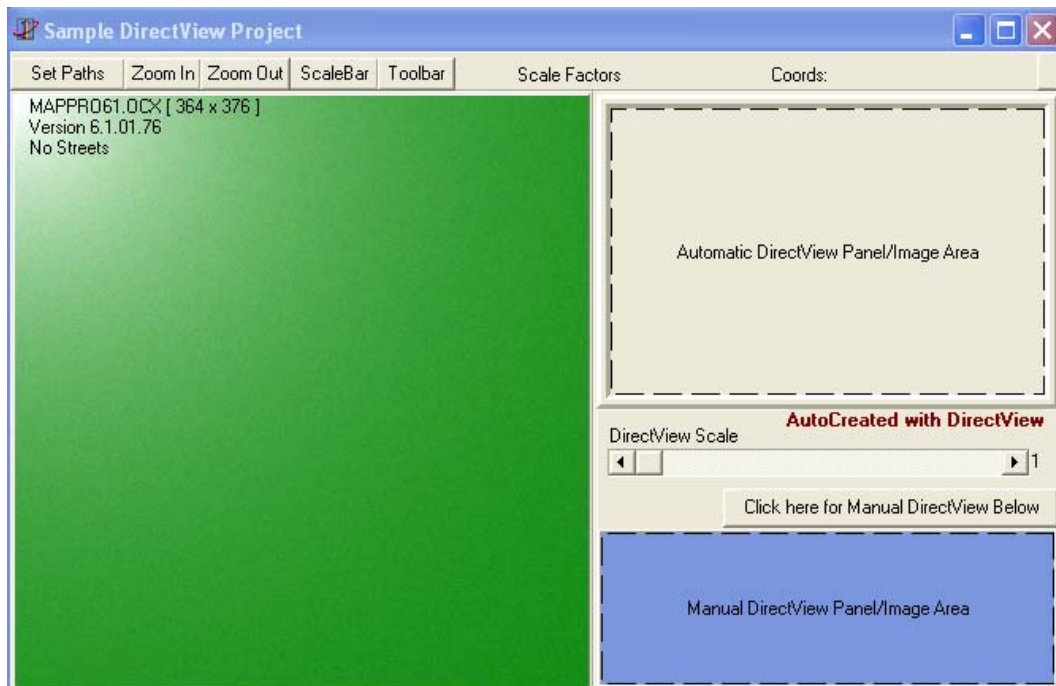 Sample DirectView Project
Set Paths Zoom In Zoom Out ScaleBar Toolbar Scale Factors Coords:
MAPPRO61.OCX [ 364 x 376 ]
Version 6.1.01.76
No Streets
Automatic DirectView Panel/Image Area
AutoCreated with DirectView
DirectView Scale
1
Click here for Manual DirectView Below
Manual DirectView Panel/Image Area